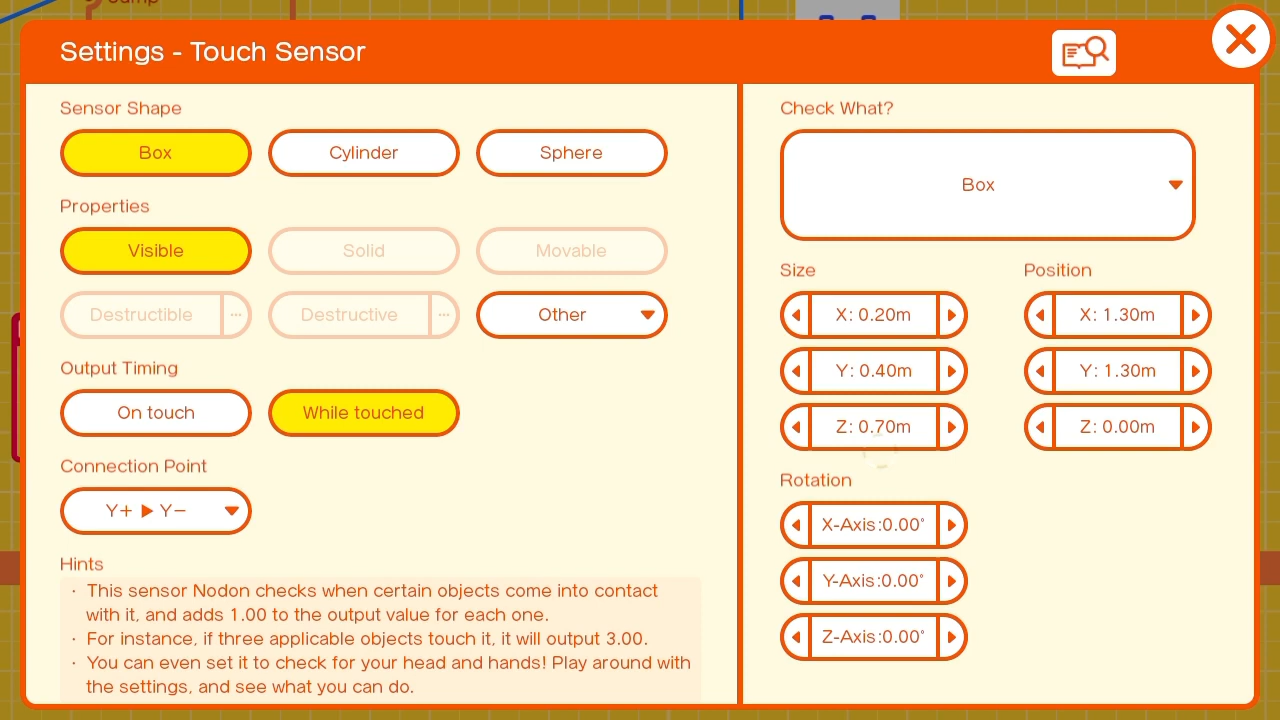 Jump
Settings - Touch Sensor
Sensor Shape
Box
Cylinder
Sphere
Properties
Visible
Solid
Movable
Destructible
...
Destructive
...
Other
Output Timing
On touch
While touched
Connection Point
Y+ ▶ Y−
Hints
· This sensor Nodon checks when certain objects come into contact
with it, and adds 1.00 to the output value for each one.
· For instance, if three applicable objects touch it, it will output 3.00.
· You can even set it to check for your head and hands! Play around with
the settings, and see what you can do.
Check What?
Box
Size
X: 0.20m
Y: 0.40m
Z: 0.70m
Position
X: 1.30m
Y: 1.30m
Z: 0.00m
Rotation
X-Axis:0.00°
Y-Axis:0.00°
Z-Axis:0.00°